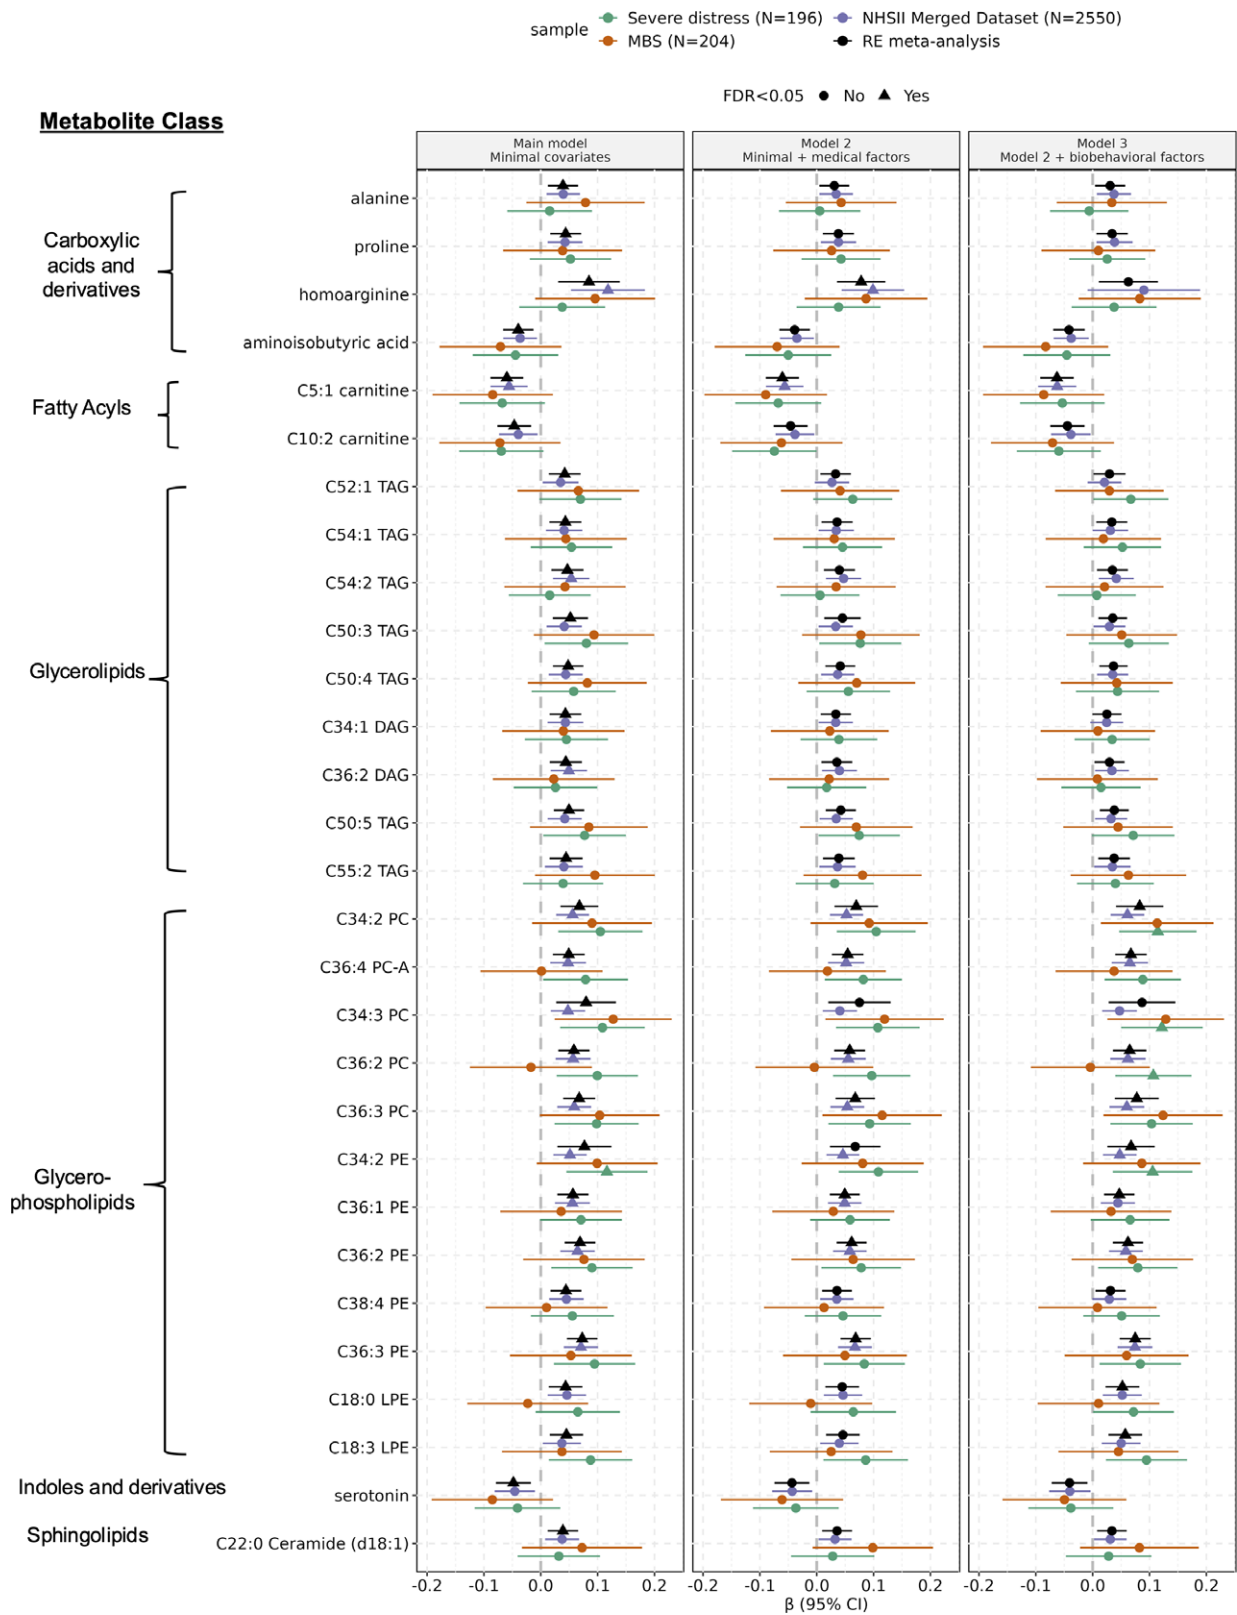 sample
Severe distress (N=196)
NHSII Merged Dataset (N=2550)
MBS (N=204)
RE meta-analysis
FDR<0.05 No Yes
Metabolite Class
Main model
Minimal covariates
Model 2
Minimal + medical factors
Model 3
Model 2 + biobehavioral factors
Carboxylic
acids and
derivatives
alanine
proline
homoarginine
aminoisobutyric acid
Fatty Acyls
C5:1 carnitine
C10:2 carnitine
Glycerolipids
C52:1 TAG
C54:1 TAG
C54:2 TAG
C50:3 TAG
C50:4 TAG
C34:1 DAG
C36:2 DAG
C50:5 TAG
C55:2 TAG
Glycero-
phospholipids
C34:2 PC
C36:4 PC-A
C34:3 PC
C36:2 PC
C36:3 PC
C34:2 PE
C36:1 PE
C36:2 PE
C38:4 PE
C36:3 PE
C18:0 LPE
C18:3 LPE
Indoles and derivatives
serotonin
Sphingolipids
C22:0 Ceramide (d18:1)
-0.2 -0.1 0.0 0.1 0.2
-0.2 -0.1 0.0 0.1 0.2
-0.2 -0.1 0.0 0.1 0.2
β (95% CI)